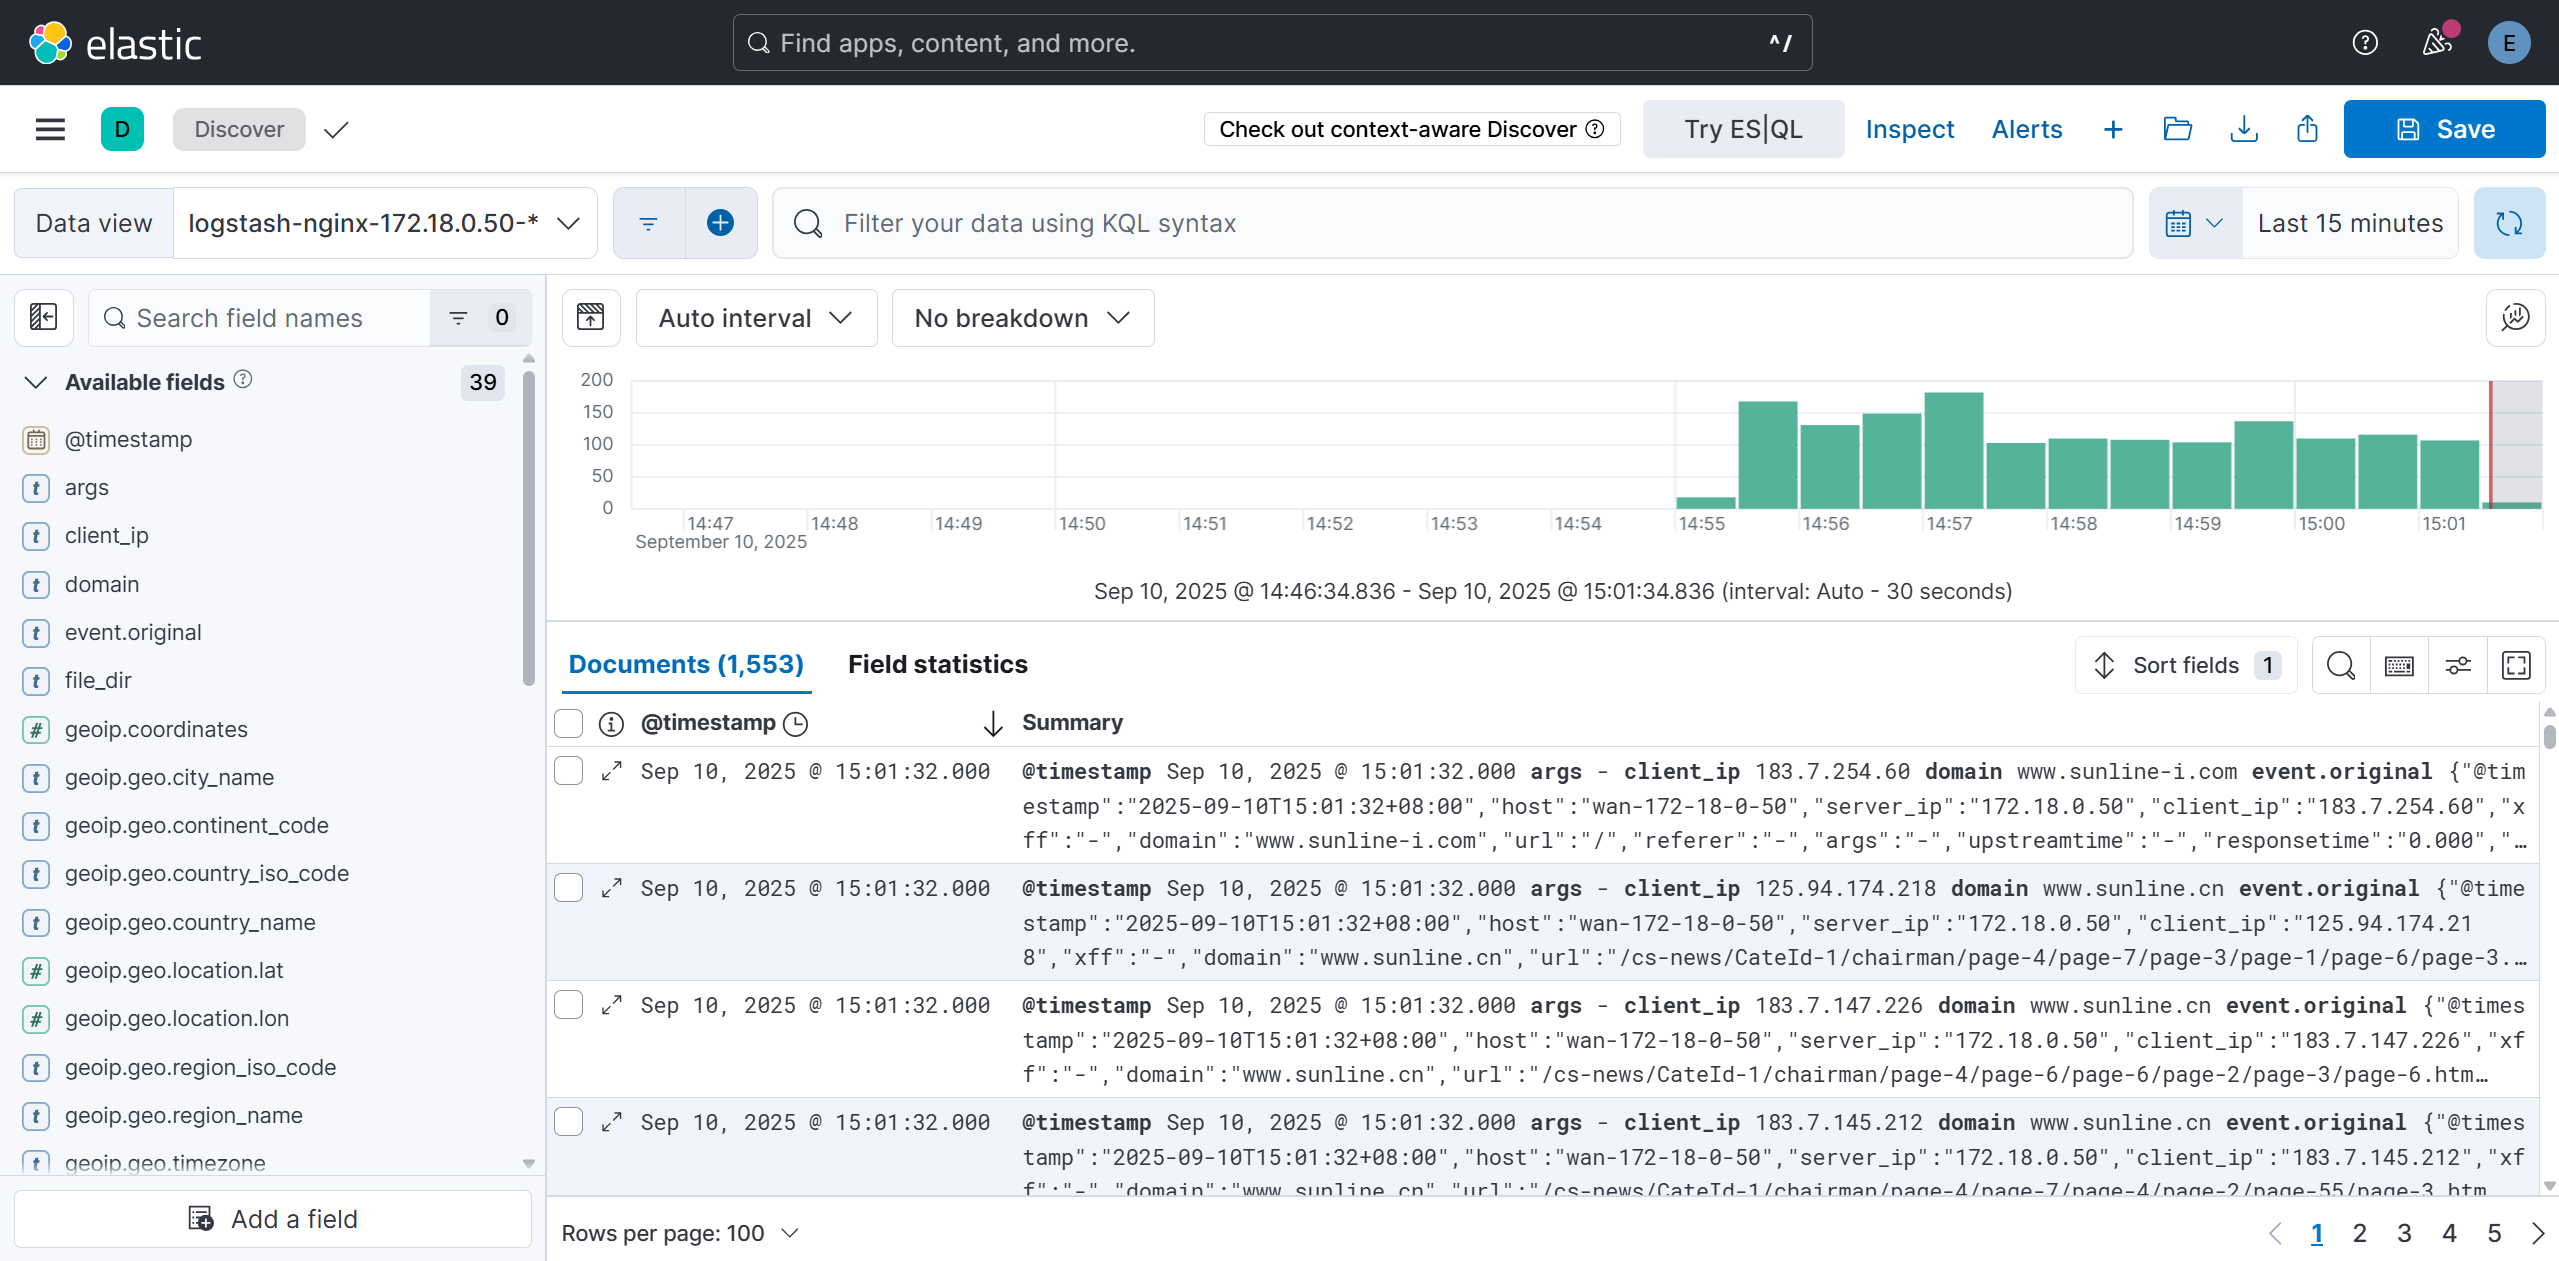 elastic
Find apps, content, and more.
^ /
E
D
Discover
Check out context-aware Discover
Try ES|QL
Inspect
Alerts
Save
Data view
logstash-nginx-172.18.0.50-*
Filter your data using KQL syntax
Last 15 minutes
Search field names
0
Auto interval
No breakdown
Available fields
39
@timestamp
args
client_ip
domain
event.original
file_dir
geoip.coordinates
geoip.geo.city_name
geoip.geo.continent_code
geoip.geo.country_iso_code
geoip.geo.country_name
geoip.geo.location.lat
geoip.geo.location.lon
geoip.geo.region_iso_code
geoip.geo.region_name
geoip.geo.timezone
Add a field
200
150
100
50
0
14:47 14:48 14:49 14:50 14:51 14:52 14:53 14:54 14:55 14:56 14:57 14:58 14:59 15:00 15:01
September 10, 2025
Sep 10, 2025 @ 14:46:34.836 - Sep 10, 2025 @ 15:01:34.836 (interval: Auto - 30 seconds)
Documents (1,553)
Field statistics
Sort fields 1
@timestamp
Summary
Sep 10, 2025 @ 15:01:32.000
@timestamp Sep 10, 2025 @ 15:01:32.000 args - client_ip 183.7.254.60 domain www.sunline-i.com event.original {"@tim
estamp":"2025-09-10T15:01:32+08:00","host":"wan-172-18-0-50","server_ip":"172.18.0.50","client_ip":"183.7.254.60","x
ff":"-","domain":"www.sunline-i.com","url":"/","referer":"-","args":"-","upstreamtime":"-","responsetime":"0.000","…
Sep 10, 2025 @ 15:01:32.000
@timestamp Sep 10, 2025 @ 15:01:32.000 args - client_ip 125.94.174.218 domain www.sunline.cn event.original {"@time
stamp":"2025-09-10T15:01:32+08:00","host":"wan-172-18-0-50","server_ip":"172.18.0.50","client_ip":"125.94.174.21
8","xff":"-","domain":"www.sunline.cn","url":"/cs-news/CateId-1/chairman/page-4/page-7/page-3/page-1/page-6/page-3.…
Sep 10, 2025 @ 15:01:32.000
@timestamp Sep 10, 2025 @ 15:01:32.000 args - client_ip 183.7.147.226 domain www.sunline.cn event.original {"@times
tamp":"2025-09-10T15:01:32+08:00","host":"wan-172-18-0-50","server_ip":"172.18.0.50","client_ip":"183.7.147.226","xf
f":"-","domain":"www.sunline.cn","url":"/cs-news/CateId-1/chairman/page-4/page-6/page-6/page-2/page-3/page-6.htm…
Sep 10, 2025 @ 15:01:32.000
@timestamp Sep 10, 2025 @ 15:01:32.000 args - client_ip 183.7.145.212 domain www.sunline.cn event.original {"@times
tamp":"2025-09-10T15:01:32+08:00","host":"wan-172-18-0-50","server_ip":"172.18.0.50","client_ip":"183.7.145.212","xf
f":"-","domain":"www.sunline.cn","url":"/cs-news/CateId-1/chairman/page-4/page-7/page-4/page-2/page-55/page-3.htm
Rows per page: 100
1 2 3 4 5